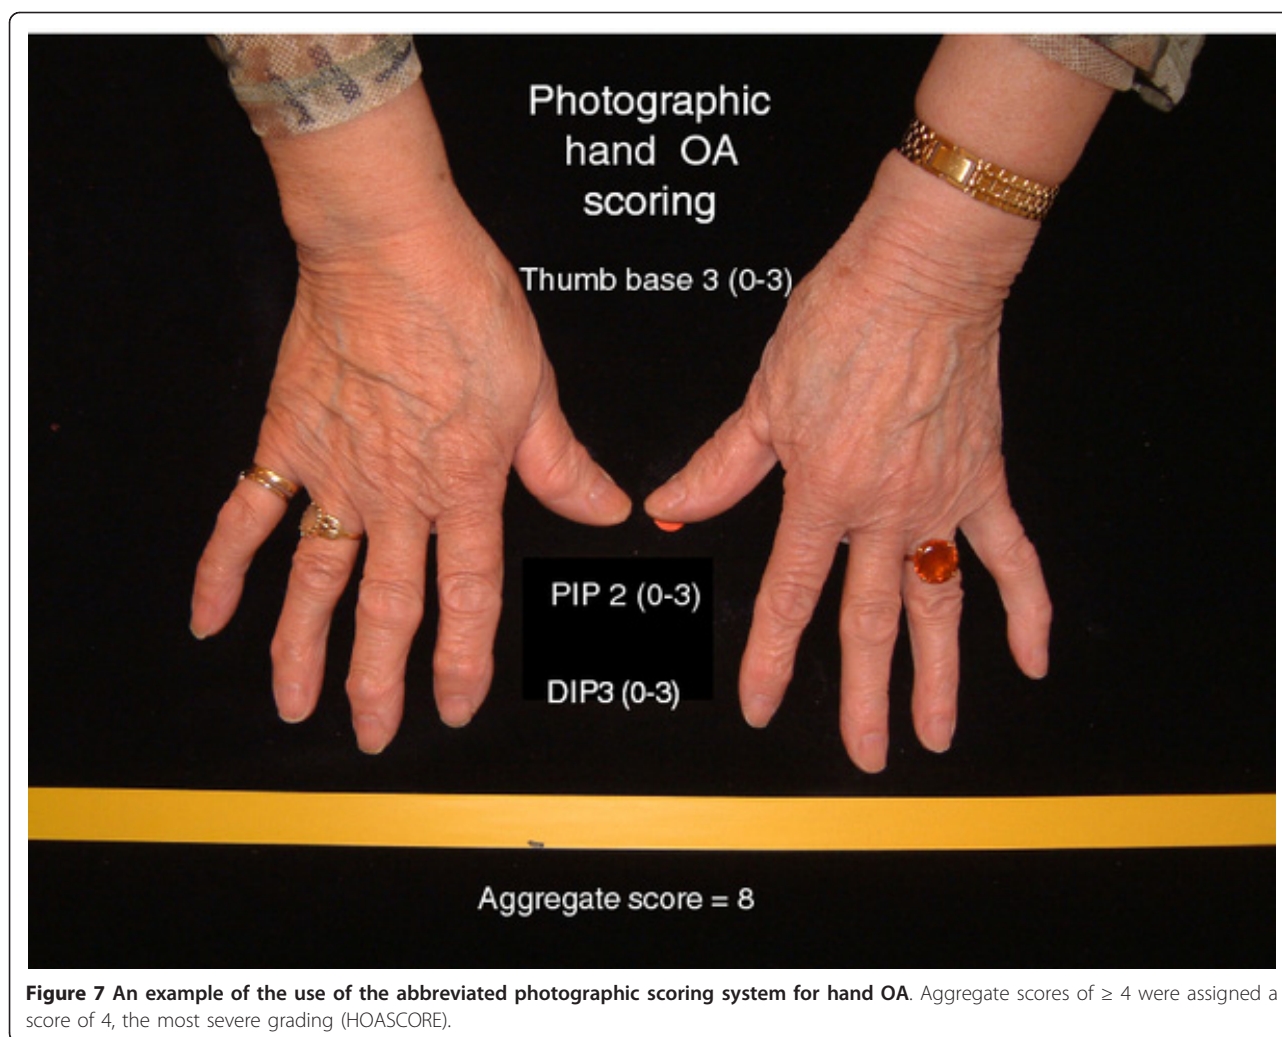 Photographic
hand OA
scoring
Thumb base 3 (0-3)
PIP 2 (0-3)
DIP3 (0-3)
Aggregate score = 8
Figure 7 An example of the use of the abbreviated photographic scoring system for hand OA. Aggregate scores of ≥ 4 were assigned a
score of 4, the most severe grading (HOASCORE).